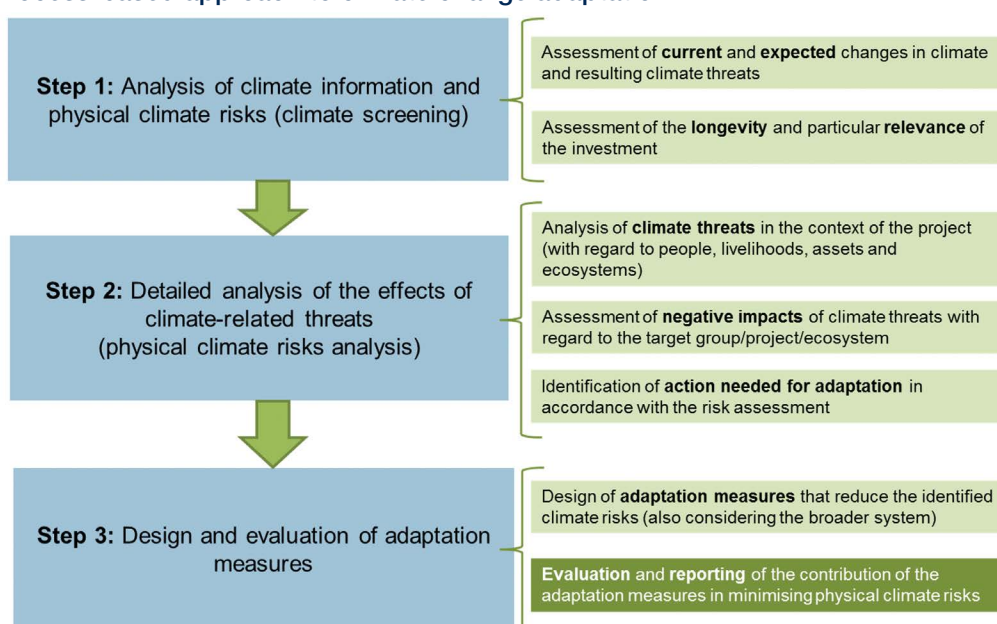 Step 1: Analysis of climate information and
physical climate risks (climate screening)
Assessment of current and expected changes in climate
and resulting climate threats
Assessment of the longevity and particular relevance of
the investment
Step 2: Detailed analysis of the effects of
climate-related threats
(physical climate risks analysis)
Analysis of climate threats in the context of the project
(with regard to people, livelihoods, assets and
ecosystems)
Assessment of negative impacts of climate threats with
regard to the target group/project/ecosystem
Identification of action needed for adaptation in
accordance with the risk assessment
Step 3: Design and evaluation of adaptation
measures
Design of adaptation measures that reduce the identified
climate risks (also considering the broader system)
Evaluation and reporting of the contribution of the
adaptation measures in minimising physical climate risks